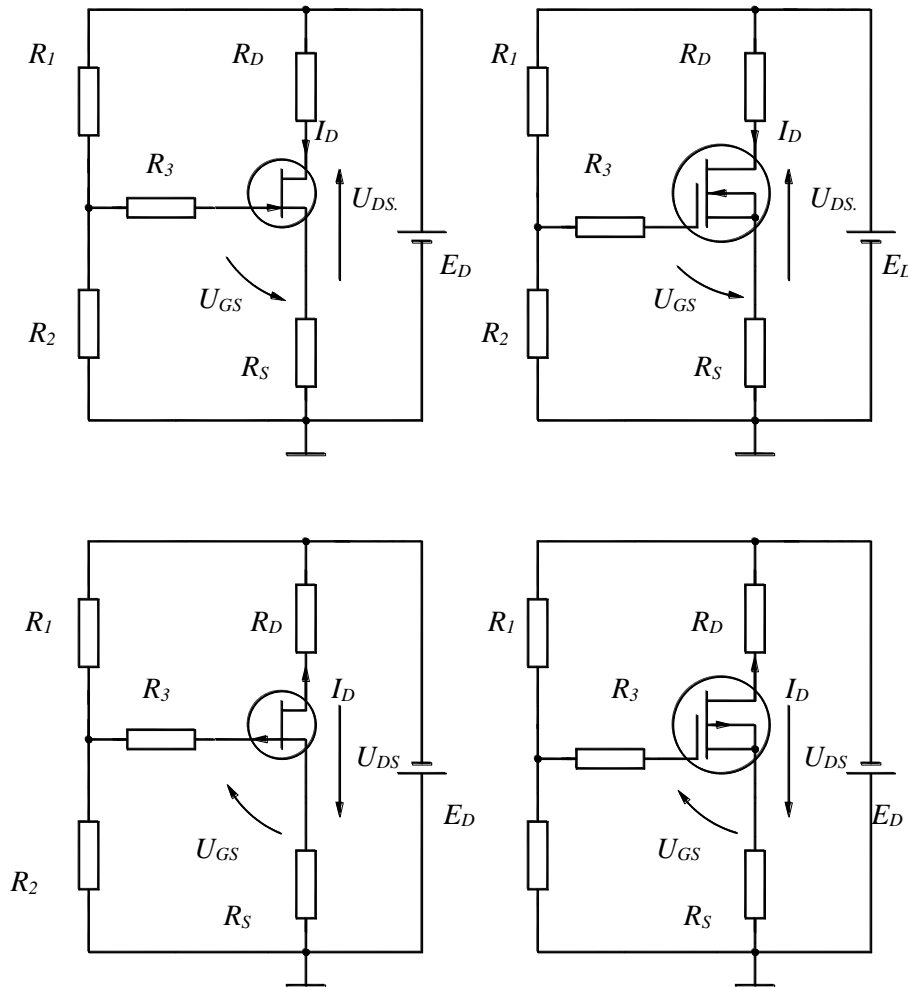 R1 RD R1 RD
ID ID
R3 R3
UDS. UDS.
ED ED
UGS UGS
R2 R2
RS RS
R1 RD R1 RD
R3 ID R3 ID
UDS UDS
ED ED
UGS UGS
R2
RS RS